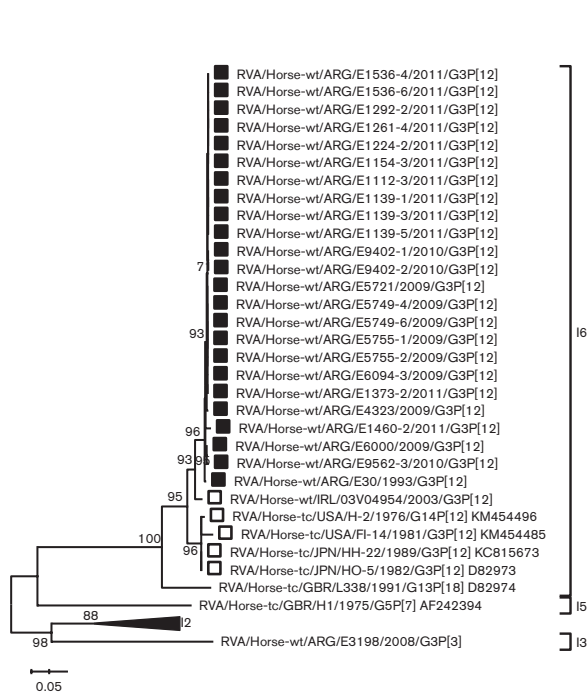 RVA/Horse-wt/ARG/E1536-4/2011/G3P[12]
RVA/Horse-wt/ARG/E1536-6/2011/G3P[12]
RVA/Horse-wt/ARG/E1292-2/2011/G3P[12]
RVA/Horse-wt/ARG/E1261-4/2011/G3P[12]
RVA/Horse-wt/ARG/E1224-2/2011/G3P[12]
RVA/Horse-wt/ARG/E1154-3/2011/G3P[12]
RVA/Horse-wt/ARG/E1112-3/2011/G3P[12]
RVA/Horse-wt/ARG/E1139-1/2011/G3P[12]
RVA/Horse-wt/ARG/E1139-3/2011/G3P[12]
RVA/Horse-wt/ARG/E1139-5/2011/G3P[12]
RVA/Horse-wt/ARG/E9402-1/2010/G3P[12]
7 RVA/Horse-wt/ARG/E9402-2/2010/G3P[12]
RVA/Horse-wt/ARG/E5721/2009/G3P[12]
RVA/Horse-wt/ARG/E5749-4/2009/G3P[12]
RVA/Horse-wt/ARG/E5749-6/2009/G3P[12]
93 RVA/Horse-wt/ARG/E5755-1/2009/G3P[12] I6
RVA/Horse-wt/ARG/E5755-2/2009/G3P[12]
RVA/Horse-wt/ARG/E6094-3/2009/G3P[12]
RVA/Horse-wt/ARG/E1373-2/2011/G3P[12]
RVA/Horse-wt/ARG/E4323/2009/G3P[12]
96 RVA/Horse-wt/ARG/E1460-2/2011/G3P[12]
RVA/Horse-wt/ARG/E6000/2009/G3P[12]
93 RVA/Horse-wt/ARG/E9562-3/2010/G3P[12]
RVA/Horse-wt/ARG/E30/1993/G3P[12]
95 RVA/Horse-wt/IRL/03V04954/2003/G3P[12]
RVA/Horse-tc/USA/H-2/1976/G14P[12] KM454496
RVA/Horse-tc/USA/FI-14/1981/G3P[12] KM454485
100 96 RVA/Horse-tc/JPN/HH-22/1989/G3P[12] KC815673
RVA/Horse-tc/JPN/HO-5/1982/G3P[12] D82973
RVA/Horse-tc/GBR/L338/1991/G13P[18] D82974
RVA/Horse-tc/GBR/H1/1975/G5P[7] AF242394 I5
88 I2
98 RVA/Horse-wt/ARG/E3198/2008/G3P[3] I3
0.05